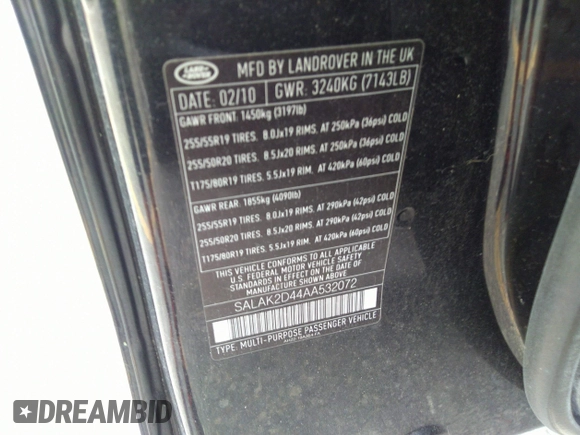 LAND
ROVER
MFD BY LANDROVER IN THE UK
DATE: 02/10
GWR: 3240KG (7143LB)
GAWR FRONT. 1450kg (3197lb)
255/55R19 TIRES. 8.0Jx19 RIMS. AT 250kPa (36psi) COLD
255/50R20 TIRES. 8.5Jx20 RIMS. AT 250kPa (36psi) COLD
T175/80R19 TIRES. 5.5Jx19 RIM. AT 420kPa (60psi) COLD
GAWR REAR. 1855kg (4090lb)
255/55R19 TIRES. 8.0Jx19 RIMS. AT 290kPa (42psi) COLD
255/50R20 TIRES. 8.5Jx20 RIMS. AT 290kPa (42psi) COLD
T175/80R19 TIRES. 5.5Jx19 RIM. AT 420kPa (60psi) COLD
THIS VEHICLE CONFORMS TO ALL APPLICABLE
U.S. FEDERAL MOTOR VEHICLE SAFETY
STANDARDS IN EFFECT ON THE DATE OF
MANUFACTURE SHOWN ABOVE
SALAK2D44AA532072
TYPE: MULTI-PURPOSE PASSENGER VEHICLE
DREAMBID